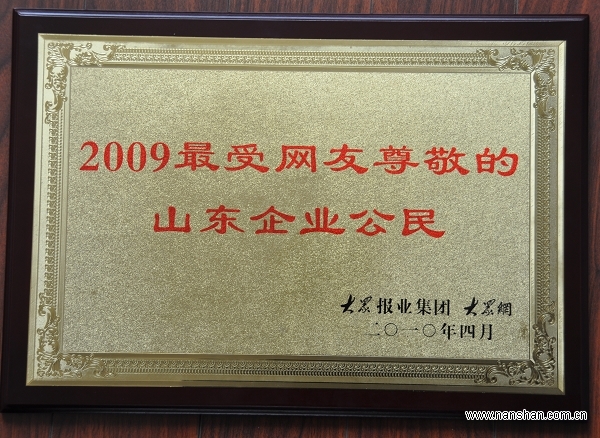 2009最受网友尊敬的
山东企业公民
大众报业集团 大众網
二〇一〇年四月
www.nanshan.com.cn